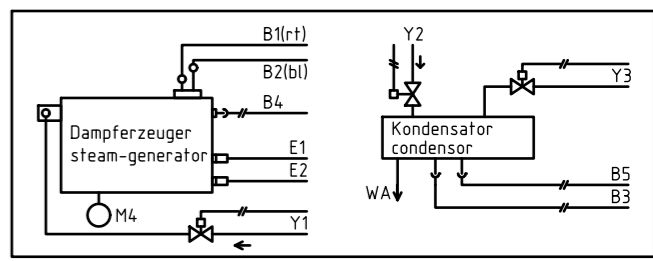 B1(rt)
B2(bl)
B4
Dampferzeuger
steam-generator
E1
E2
M4
Y1
Y2
Y3
Kondensator
condensor
B5
WA
B3